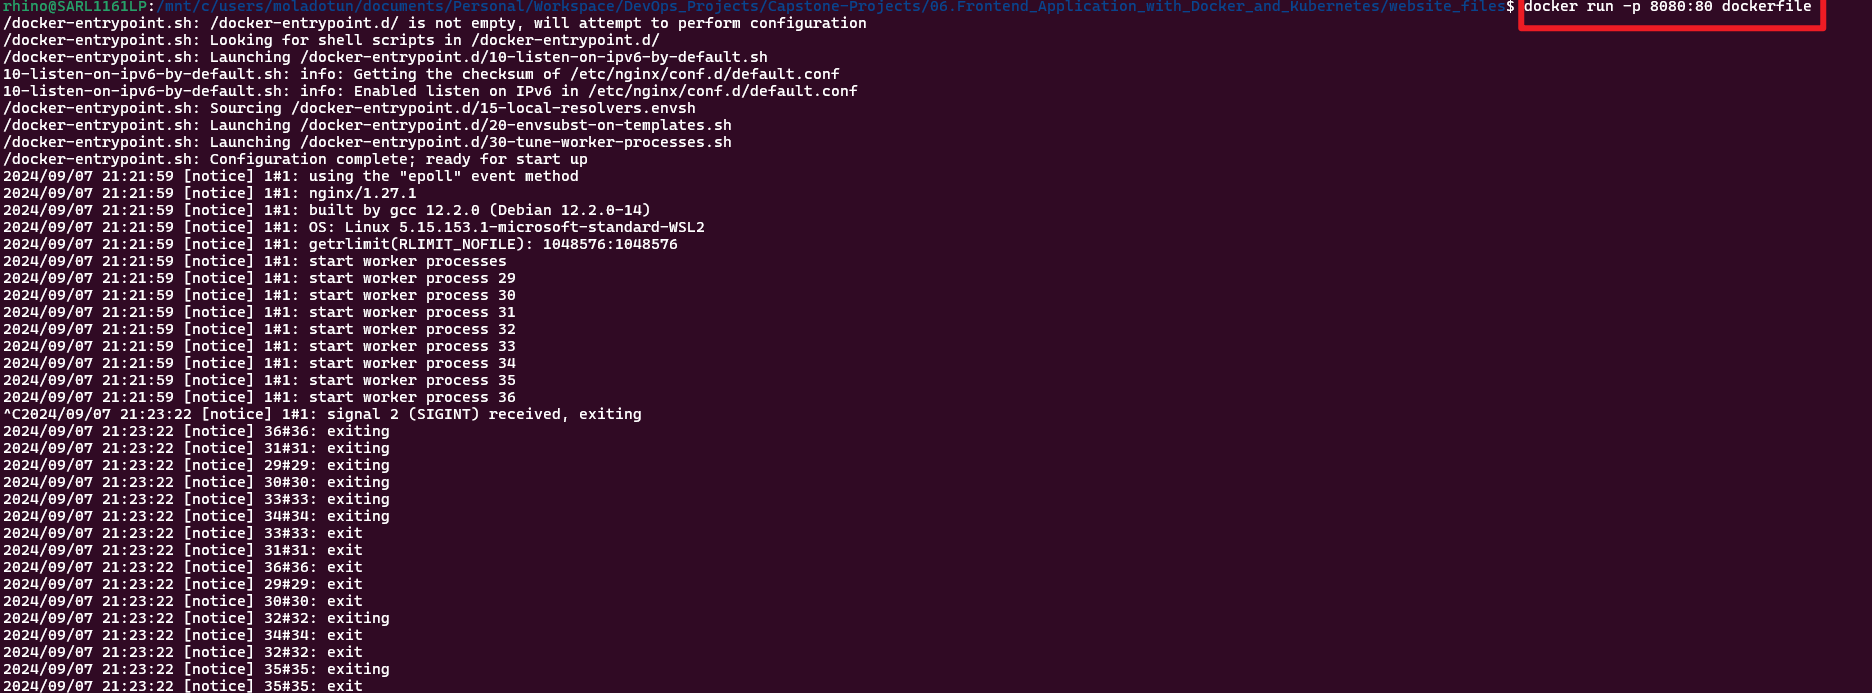 rhino@SARL1161LP:/mnt/c/users/moladotun/documents/Personal/Workspace/DevOps_Projects/Capstone-Projects/06.Frontend_Application_with_Docker_and_Kubernetes/website_files$ docker run -p 8080:80 dockerfile
/docker-entrypoint.sh: /docker-entrypoint.d/ is not empty, will attempt to perform configuration
/docker-entrypoint.sh: Looking for shell scripts in /docker-entrypoint.d/
/docker-entrypoint.sh: Launching /docker-entrypoint.d/10-listen-on-ipv6-by-default.sh
10-listen-on-ipv6-by-default.sh: info: Getting the checksum of /etc/nginx/conf.d/default.conf
10-listen-on-ipv6-by-default.sh: info: Enabled listen on IPv6 in /etc/nginx/conf.d/default.conf
/docker-entrypoint.sh: Sourcing /docker-entrypoint.d/15-local-resolvers.envsh
/docker-entrypoint.sh: Launching /docker-entrypoint.d/20-envsubst-on-templates.sh
/docker-entrypoint.sh: Launching /docker-entrypoint.d/30-tune-worker-processes.sh
/docker-entrypoint.sh: Configuration complete; ready for start up
2024/09/07 21:21:59 [notice] 1#1: using the "epoll" event method
2024/09/07 21:21:59 [notice] 1#1: nginx/1.27.1
2024/09/07 21:21:59 [notice] 1#1: built by gcc 12.2.0 (Debian 12.2.0-14)
2024/09/07 21:21:59 [notice] 1#1: OS: Linux 5.15.153.1-microsoft-standard-WSL2
2024/09/07 21:21:59 [notice] 1#1: getrlimit(RLIMIT_NOFILE): 1048576:1048576
2024/09/07 21:21:59 [notice] 1#1: start worker processes
2024/09/07 21:21:59 [notice] 1#1: start worker process 29
2024/09/07 21:21:59 [notice] 1#1: start worker process 30
2024/09/07 21:21:59 [notice] 1#1: start worker process 31
2024/09/07 21:21:59 [notice] 1#1: start worker process 32
2024/09/07 21:21:59 [notice] 1#1: start worker process 33
2024/09/07 21:21:59 [notice] 1#1: start worker process 34
2024/09/07 21:21:59 [notice] 1#1: start worker process 35
2024/09/07 21:21:59 [notice] 1#1: start worker process 36
^C2024/09/07 21:23:22 [notice] 1#1: signal 2 (SIGINT) received, exiting
2024/09/07 21:23:22 [notice] 36#36: exiting
2024/09/07 21:23:22 [notice] 31#31: exiting
2024/09/07 21:23:22 [notice] 29#29: exiting
2024/09/07 21:23:22 [notice] 30#30: exiting
2024/09/07 21:23:22 [notice] 33#33: exiting
2024/09/07 21:23:22 [notice] 34#34: exiting
2024/09/07 21:23:22 [notice] 33#33: exit
2024/09/07 21:23:22 [notice] 31#31: exit
2024/09/07 21:23:22 [notice] 36#36: exit
2024/09/07 21:23:22 [notice] 29#29: exit
2024/09/07 21:23:22 [notice] 30#30: exit
2024/09/07 21:23:22 [notice] 32#32: exiting
2024/09/07 21:23:22 [notice] 34#34: exit
2024/09/07 21:23:22 [notice] 32#32: exit
2024/09/07 21:23:22 [notice] 35#35: exiting
2024/09/07 21:23:22 [notice] 35#35: exit